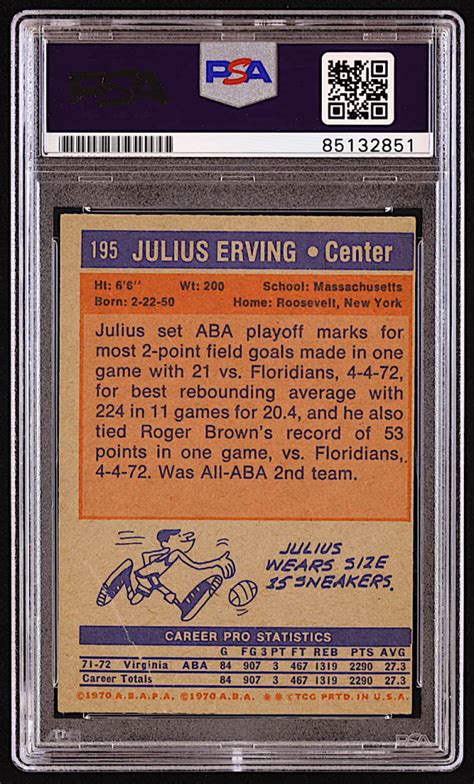 PSA
PSA
85132851
195 JULIUS ERVING • Center
Ht: 6'6" Wt: 200 School: Massachusetts
Born: 2-22-50 Home: Roosevelt, New York
Julius set ABA playoff marks for
most 2-point field goals made in one
game with 21 vs. Floridians, 4-4-72,
for best rebounding average with
224 in 11 games for 20.4, and he also
tied Roger Brown's record of 53
points in one game, vs. Floridians,
4-4-72. Was All-ABA 2nd team.
JULIUS
WEARS SIZE
15 SNEAKERS.
CAREER PRO STATISTICS
G FG 3PT FT REB PTS AVG
71-72 Virginia ABA 84 907 3 467 1319 2290 27.3
Career Totals 84 907 3 467 1319 2290 27.3
©1970 A.B.A.P.A. ©1970 A.B.A. ✶ ©TCG PRTD. IN U.S.A.
PSA